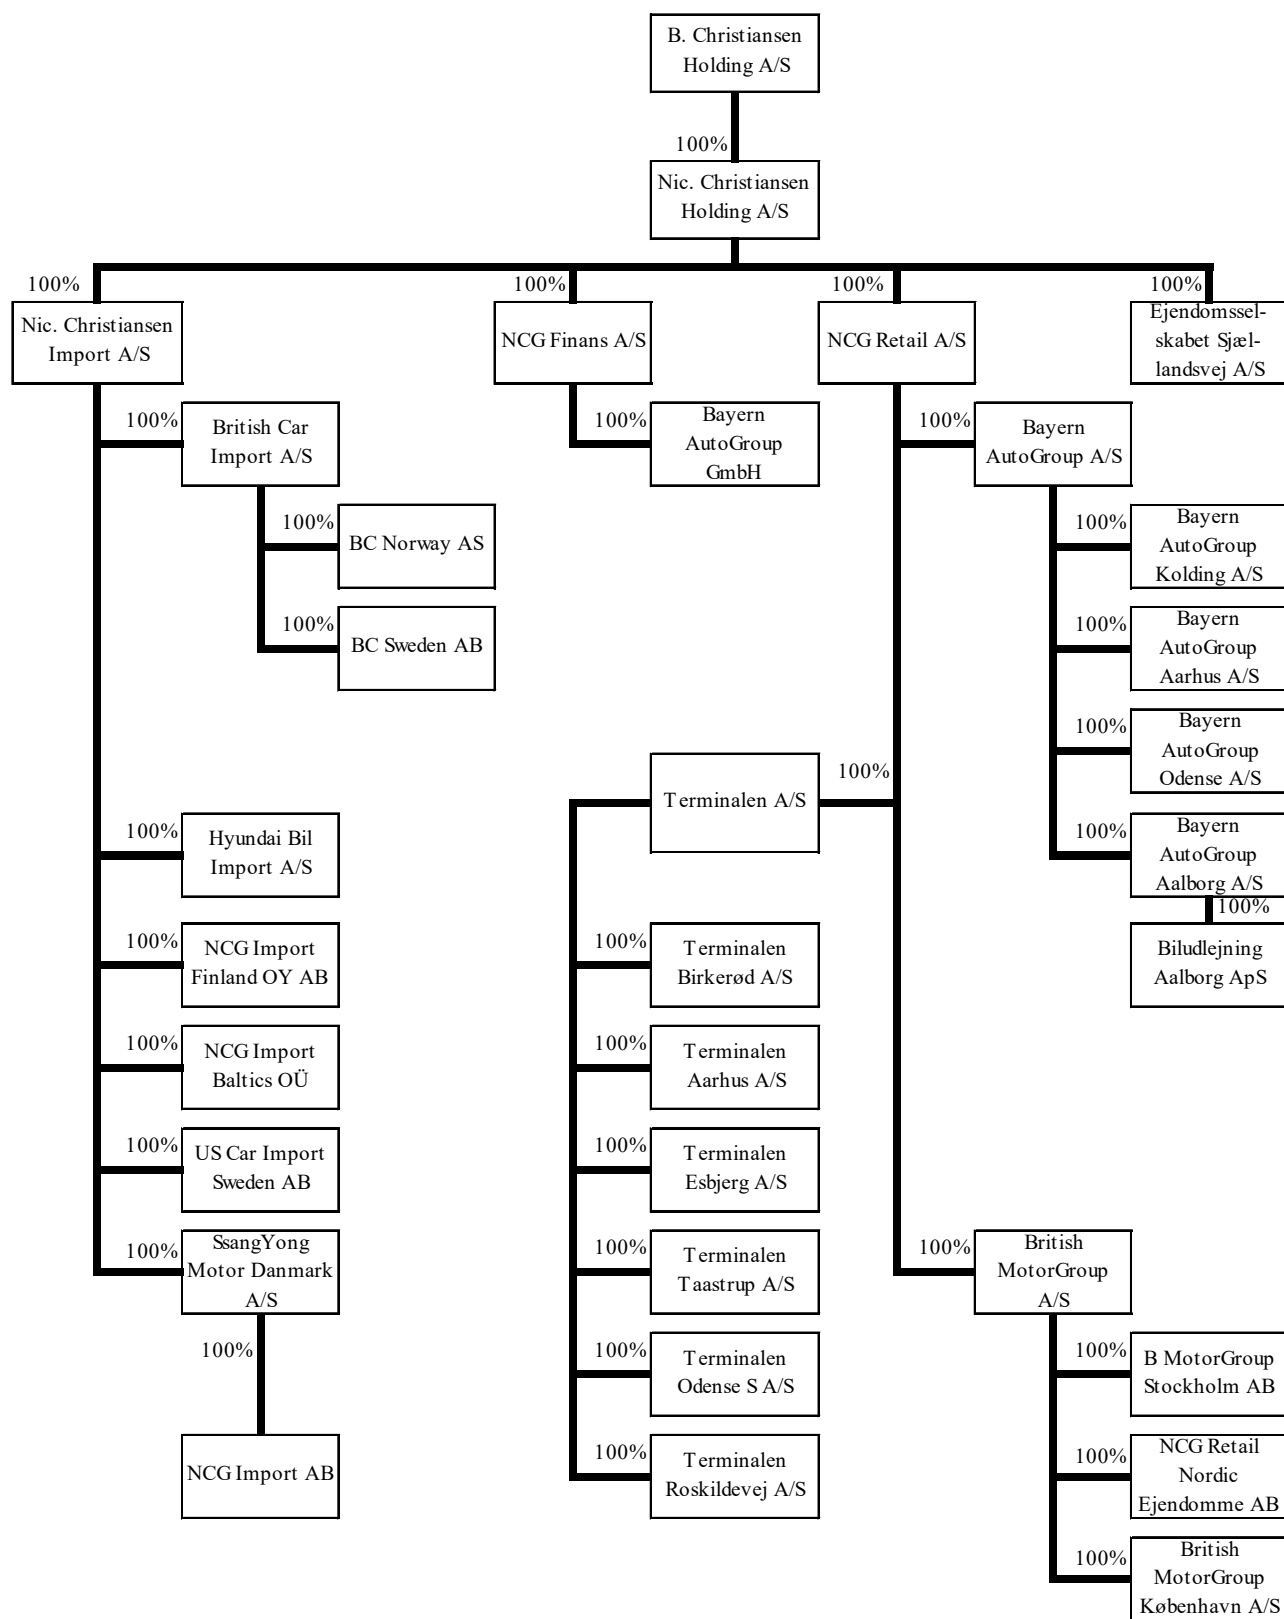 B. Christiansen
Holding A/S
100%
Nic. Christiansen
Holding A/S
100%
100%
100%
100%
Nic. Christiansen
Import A/S
NCG Finans A/S
NCG Retail A/S
Ejendomssel-
skabet Sjæl-
landsvej A/S
100%
British Car
Import A/S
100%
Bayern
AutoGroup
GmbH
100%
Bayern
AutoGroup A/S
100%
BC Norway AS
100%
Bayern
AutoGroup
Kolding A/S
100%
BC Sweden AB
100%
Bayern
AutoGroup
Aarhus A/S
100%
Bayern
AutoGroup
Odense A/S
Terminalen A/S
100%
100%
Hyundai Bil
Import A/S
100%
Bayern
AutoGroup
Aalborg A/S
100%
100%
NCG Import
Finland OY AB
100%
Terminalen
Birkerød A/S
Biludlejning
Aalborg ApS
100%
NCG Import
Baltics OÜ
100%
Terminalen
Aarhus A/S
100%
US Car Import
Sweden AB
100%
Terminalen
Esbjerg A/S
100%
SsangYong
Motor Danmark
A/S
100%
Terminalen
Taastrup A/S
100%
British
MotorGroup
A/S
100%
100%
Terminalen
Odense S A/S
100%
B MotorGroup
Stockholm AB
NCG Import AB
100%
Terminalen
Roskildevej A/S
100%
NCG Retail
Nordic
Ejendomme AB
100%
British
MotorGroup
København A/S